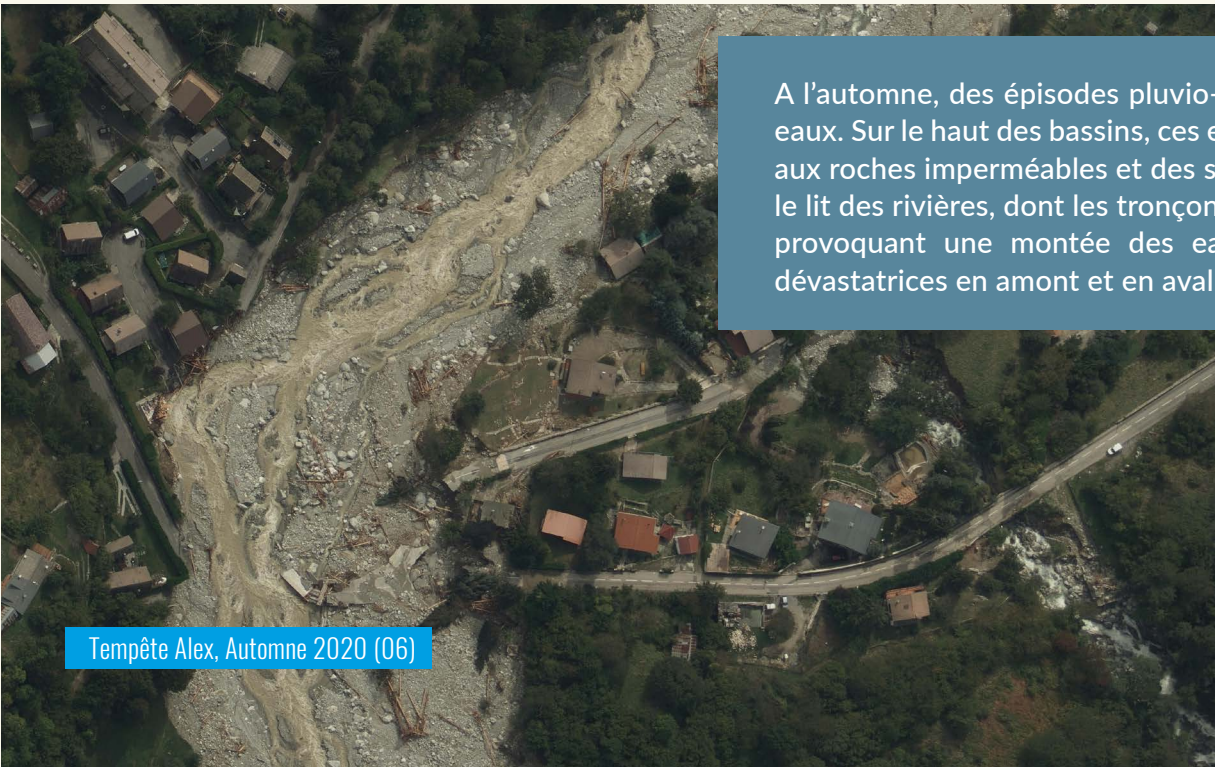 A l’automne, des épisodes pluvio-
eaux. Sur le haut des bassins, ces
aux roches imperméables et des
le lit des rivières, dont les
provoquant une montée des
dévastatrices en amont et en aval
Tempête Alex, Automne 2020 (06)